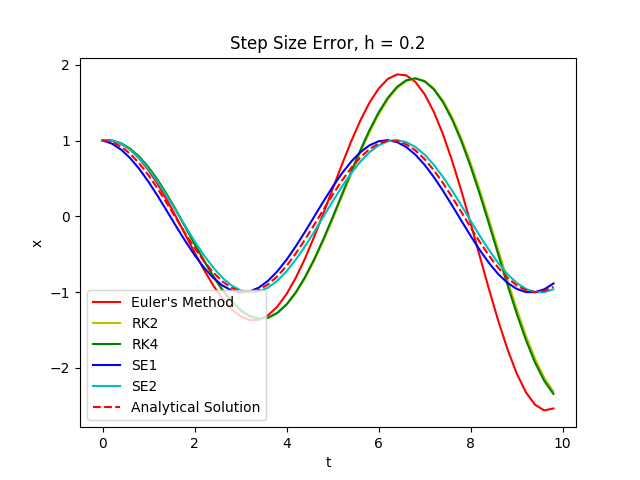 Step Size Error, h = 0.2
x
2
1
0
−1
−2
Euler's Method
RK2
RK4
SE1
SE2
Analytical Solution
0 2 4 6 8 10
t